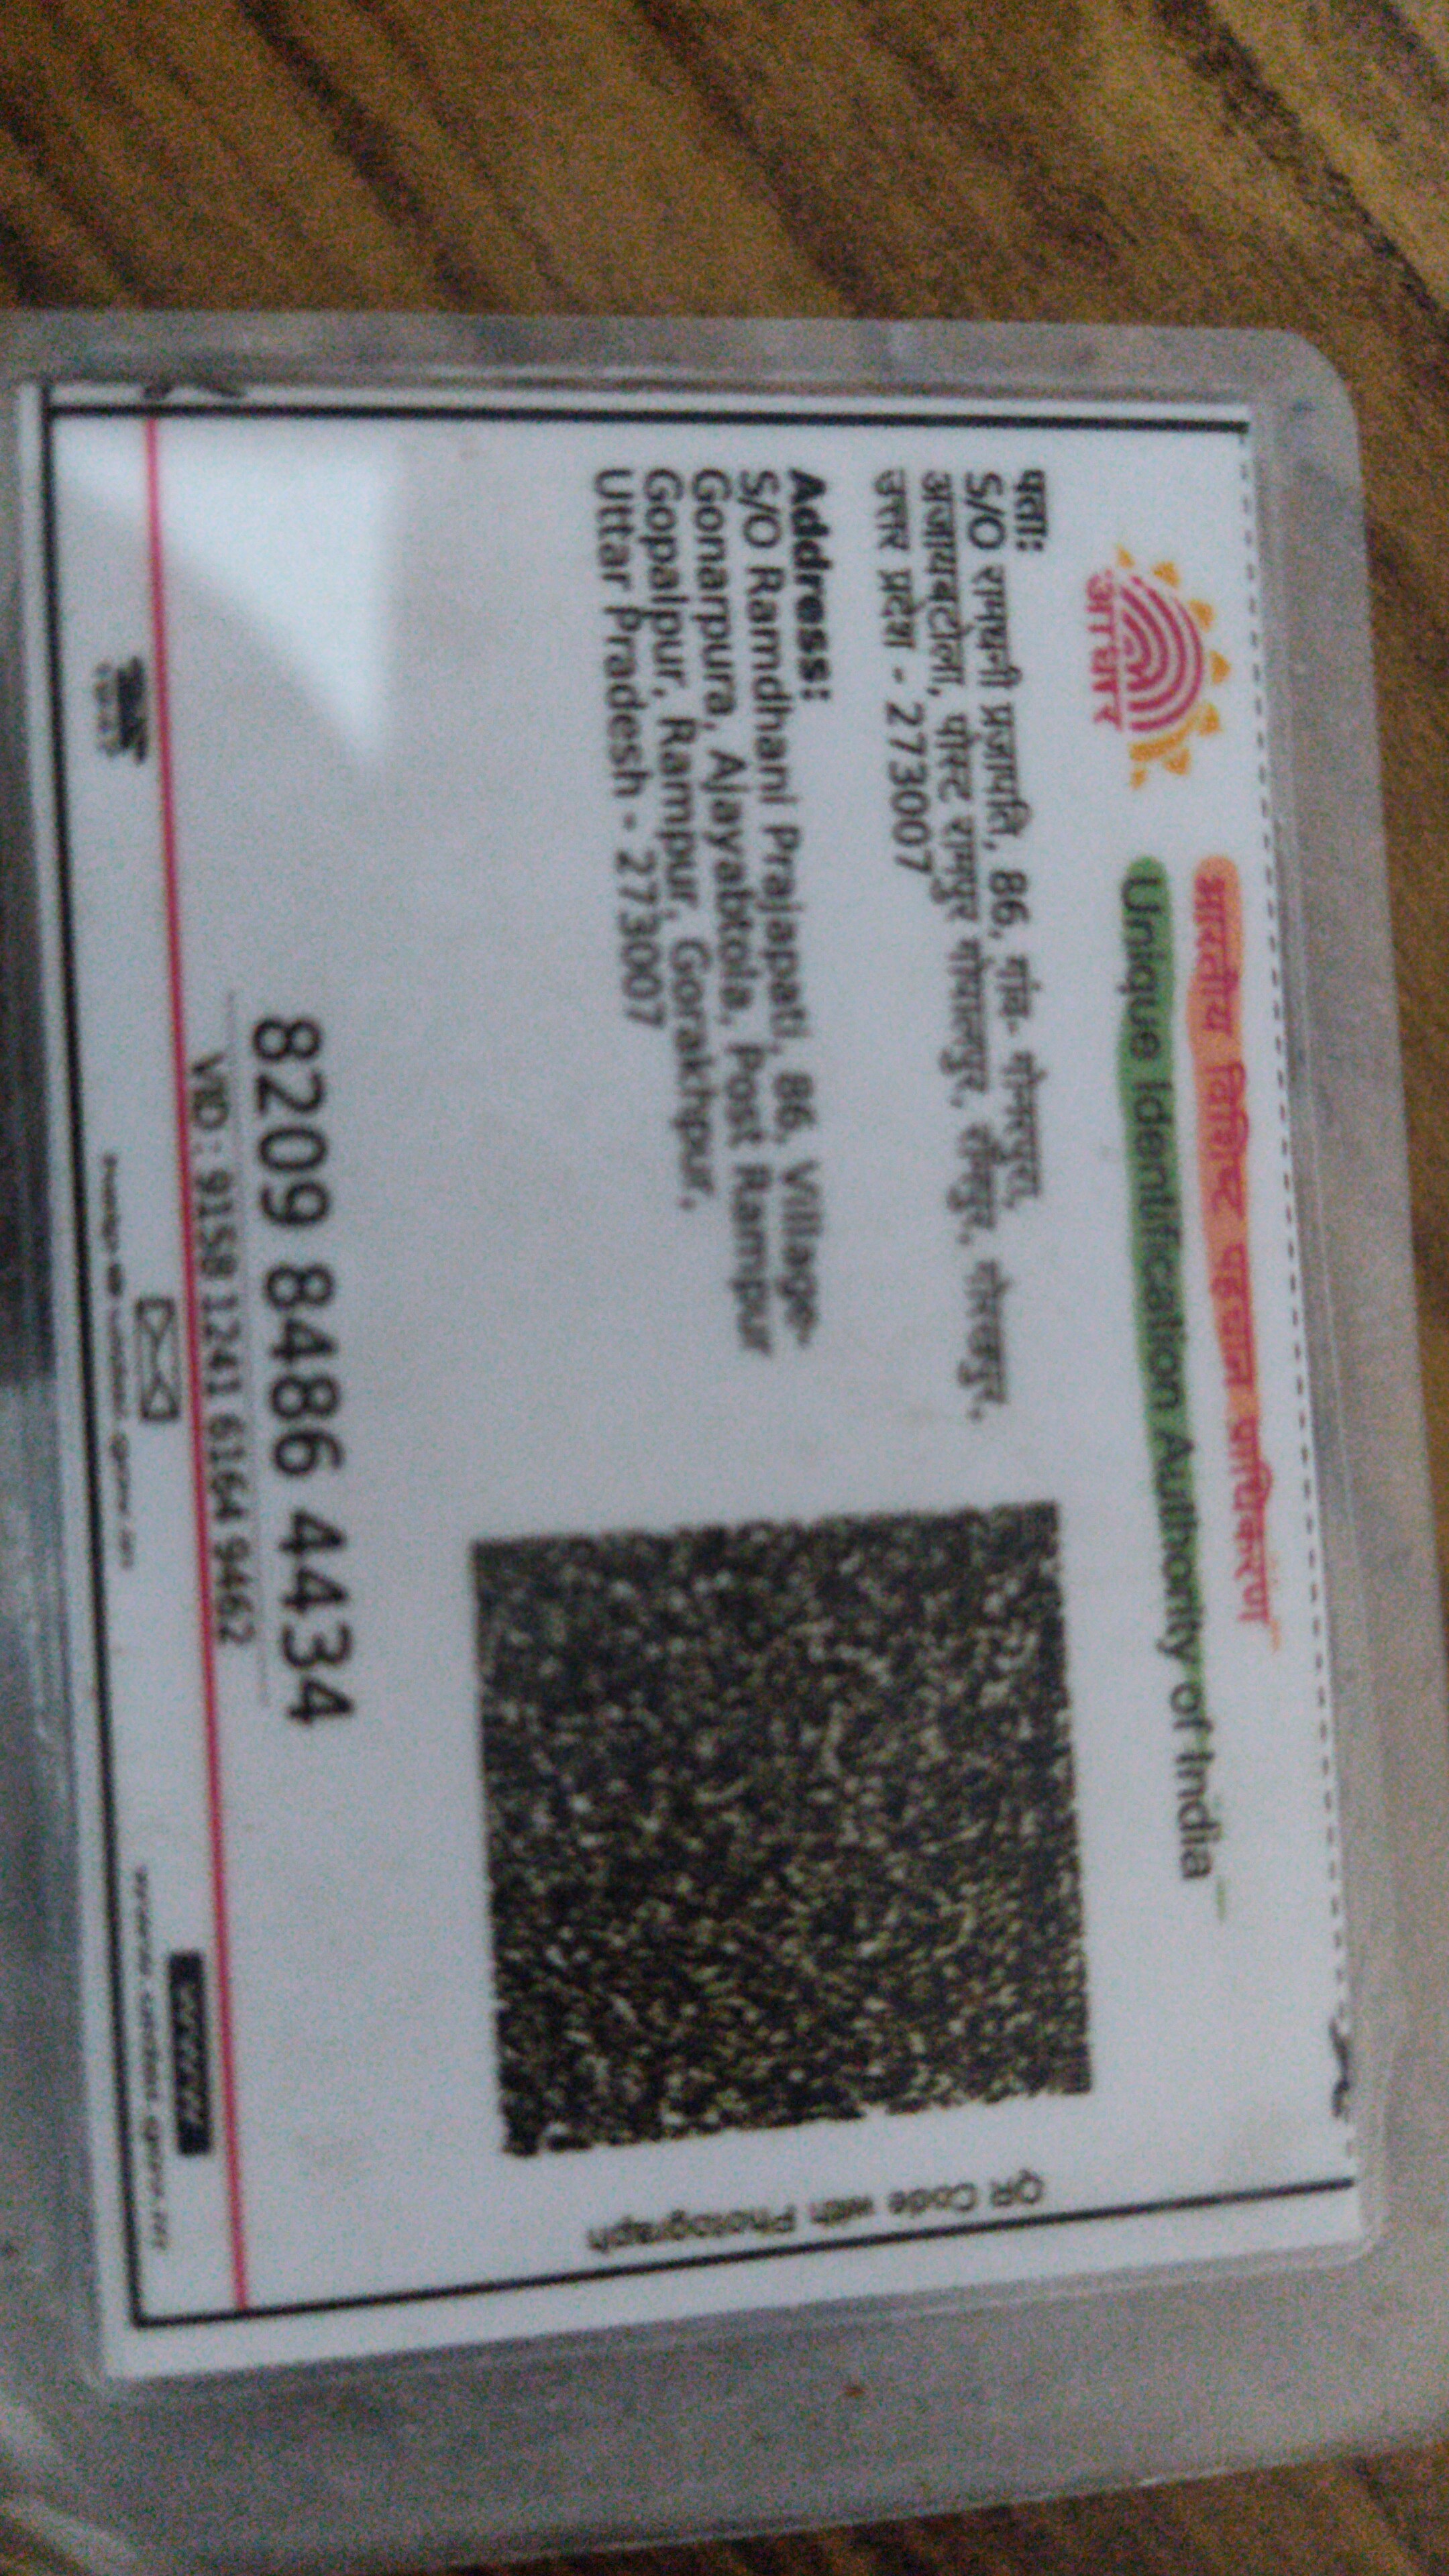 भारतीय विशिष्ट पहचान प्राधिकरण
Unique Identification Authority of India
आधार
पता:
S/O रामधनी प्रजापति, 86, ग्रांव- गोनरपुरा,
अजायबटोला, पोस्ट रामपुर गोपालपुर, रामपुर, गोरखपुर,
उत्तर प्रदेश - 273007
Address:
S/O Ramdhani Prajapati, 86, Village-
Gonarpura, Ajayabtola, Post Rampur
Gopalpur, Rampur, Gorakhpur,
Uttar Pradesh - 273007
QR Code with Photograph
8209 8486 4434
VID : 9158 1241 6164 9462